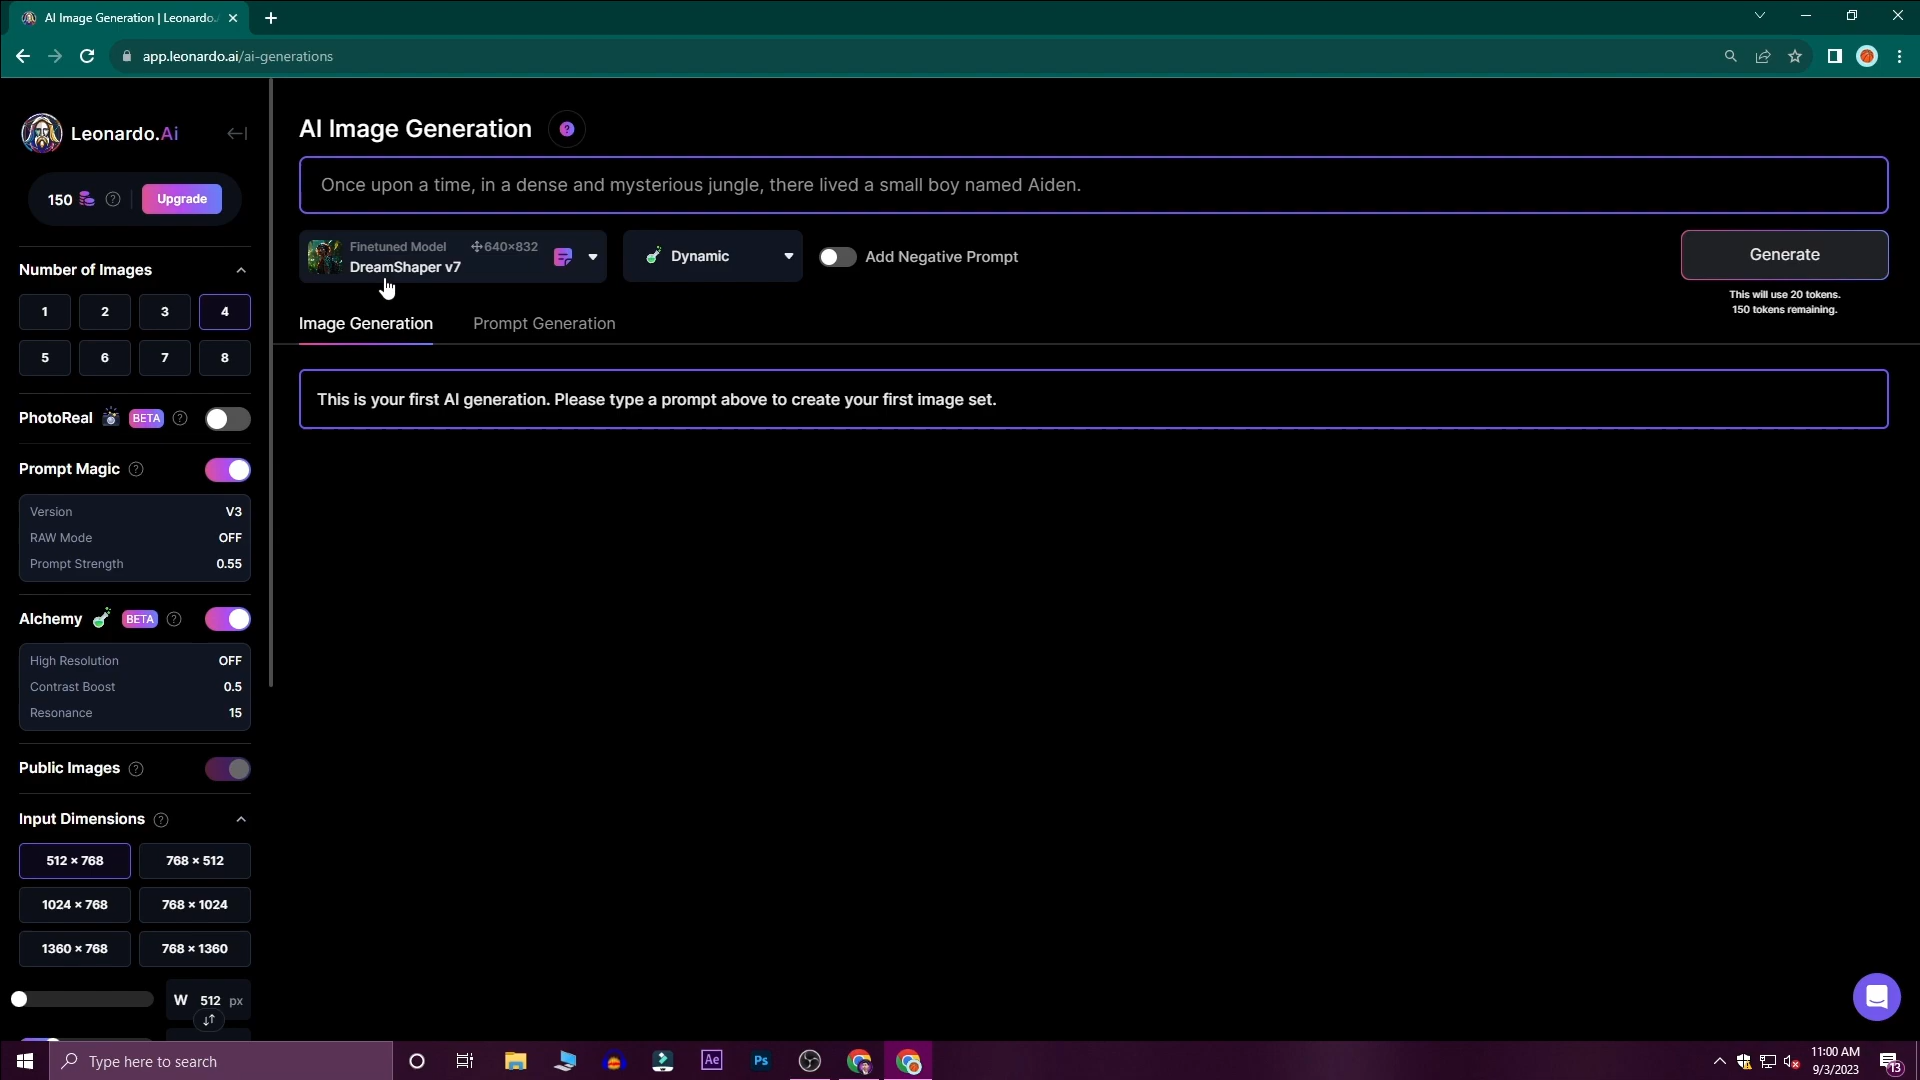 AI Image Generation | Leonardo.
app.leonardo.ai/ai-generations
Leonardo.Ai
150
Upgrade
Number of Images
1 2 3 4
5 6 7 8
PhotoReal BETA
Prompt Magic
Version V3
RAW Mode OFF
Prompt Strength 0.55
Alchemy BETA
High Resolution OFF
Contrast Boost 0.5
Resonance 15
Public Images
Input Dimensions
512 × 768 768 × 512
1024 × 768 768 × 1024
1360 × 768 768 × 1360
W 512 px
AI Image Generation ?
Once upon a time, in a dense and mysterious jungle, there lived a small boy named Aiden.
Finetuned Model 640×832
DreamShaper v7
Dynamic
Add Negative Prompt
Generate
This will use 20 tokens.
150 tokens remaining.
Image Generation Prompt Generation
This is your first AI generation. Please type a prompt above to create your first image set.
Type here to search
Ae
Ps
11:00 AM
9/3/2023
13